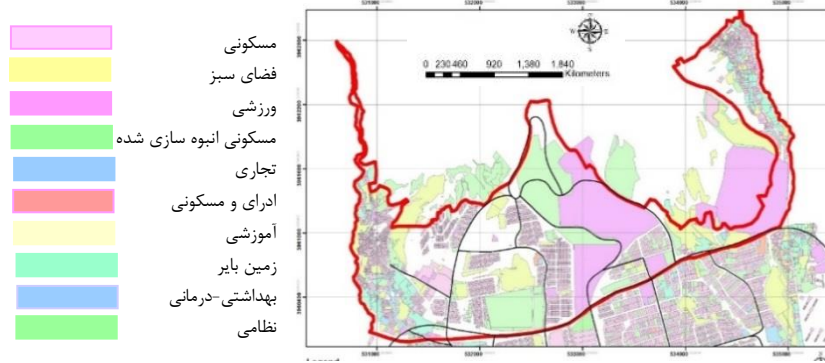 مسکونی
فضای سبز
ورزشی
مسکونی انبوه سازی شده
تجاری
ادرای و مسکونی
آموزشی
زمین بایر
بهداشتی-درمانی
نظامی
N
W E
S
0 230 460 920 1,380 1,840
Kilometers